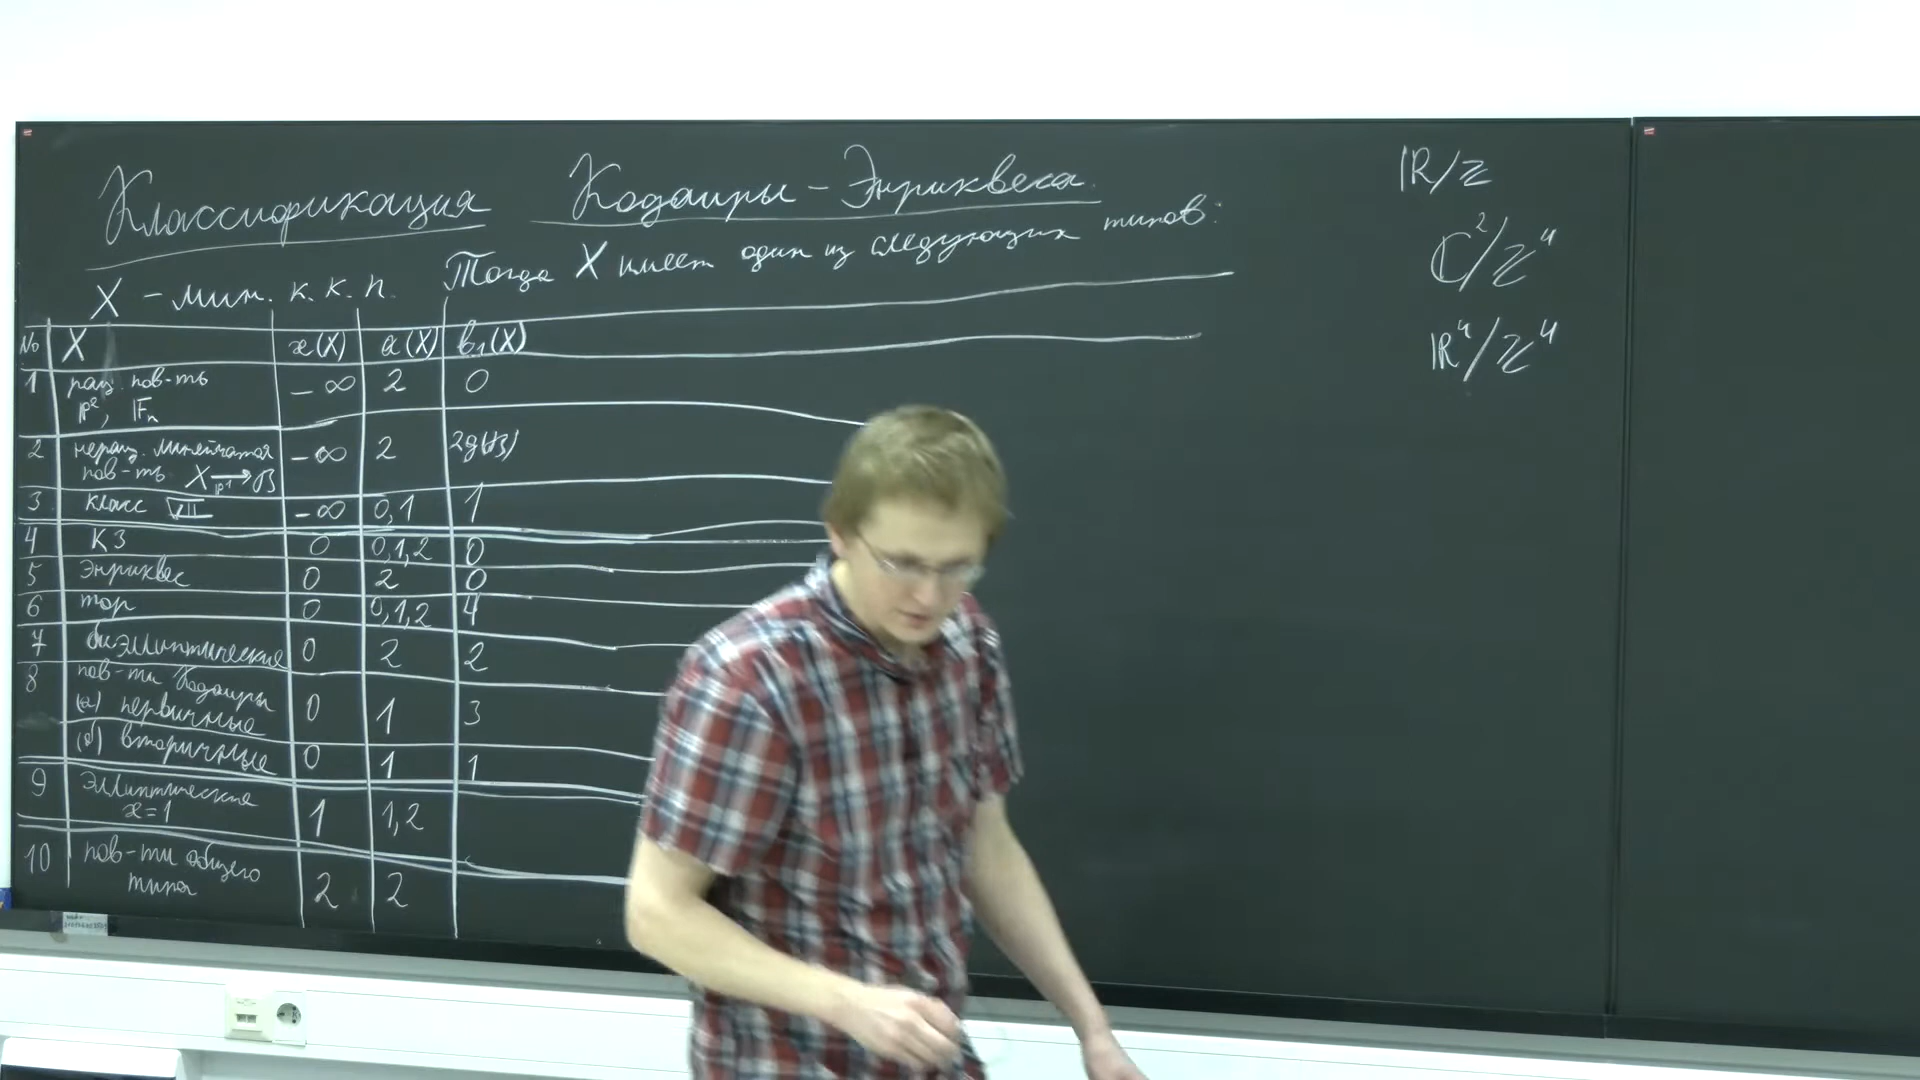 Классификация Кодаиры – Энриквеса.
X – мин. к. к. п. Тогда X имеет один из следующих типов:
№ X æ(X) a(X) b₁(X)
1 рац. пов-ть P², 𝔽ₙ −∞ 2 0
2 нерац. линейчатая пов-ть X → B P¹ −∞ 2 2g(B)
3 класс VII −∞ 0,1 1
4 K3 0 0,1,2 0
5 Энриквес 0 2 0
6 тор 0 0,1,2 4
7 биэллиптические 0 2 2
8 пов-ти Кодаиры
(а) первичные 0 1 3
(б) вторичные 0 1 1
9 эллиптические æ=1 1 1,2
10 пов-ти общего типа 2 2
ℝ/ℤ
ℂ²/ℤ⁴
ℝ⁴/ℤ⁴